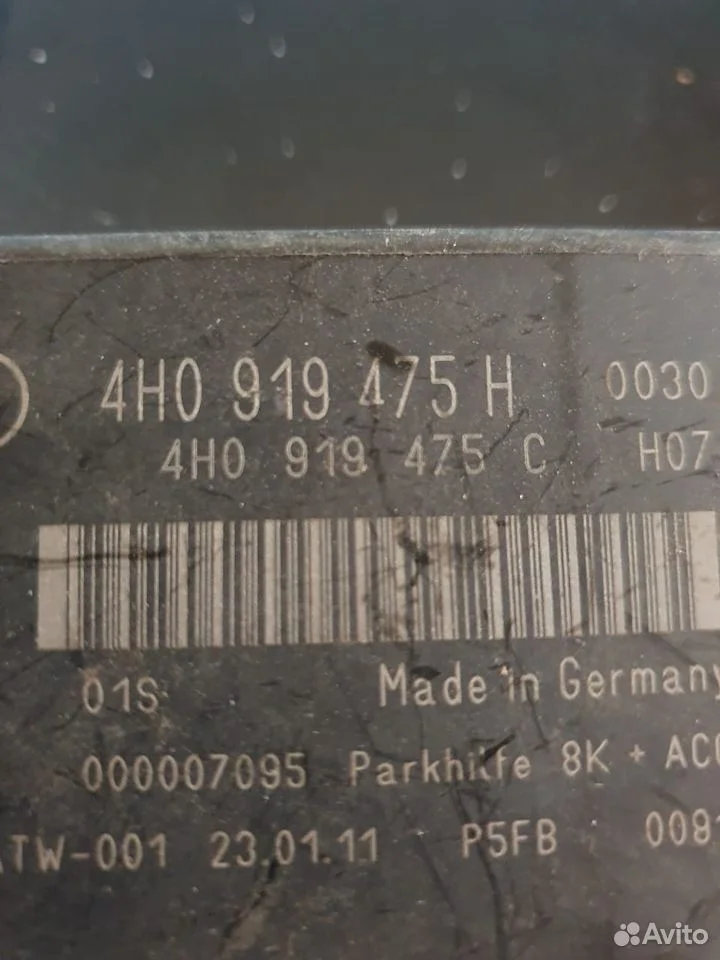 4H0 919 475 H 0030
4H0 919 475 C H07
01S Made in Germany
000007095 Parkhilfe 8K + AC
TW-001 23.01.11 P5FB 0081
Avito